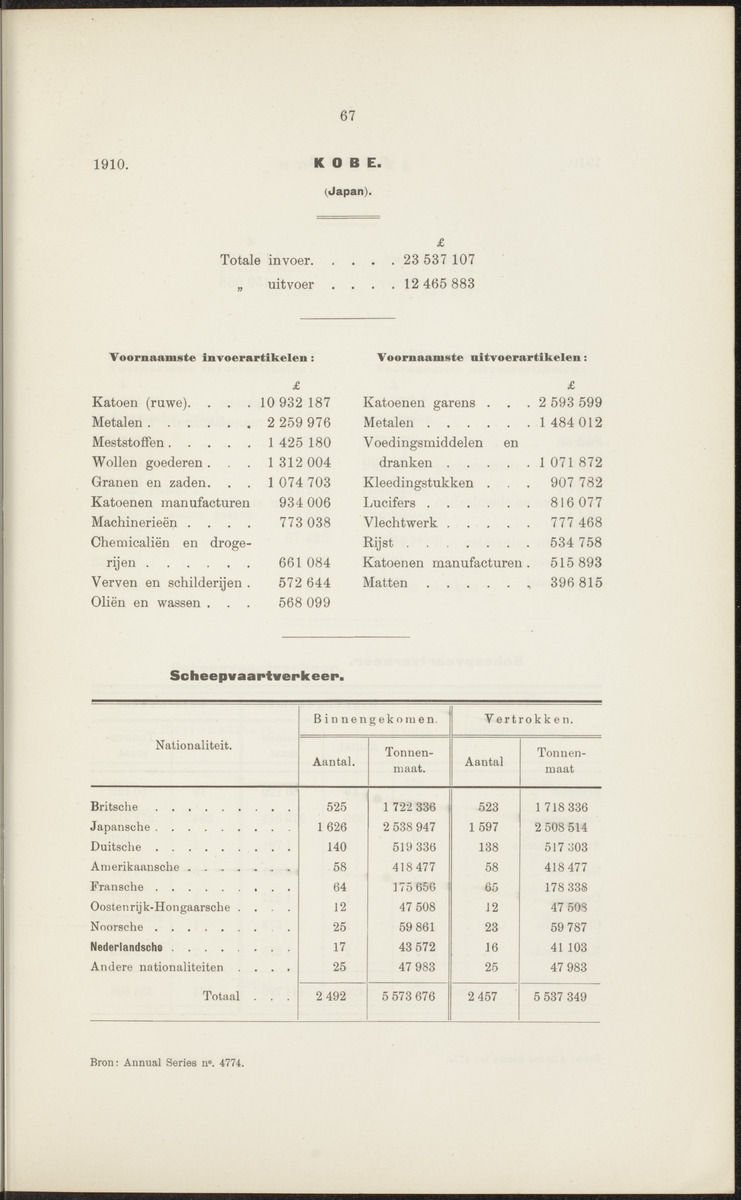 67
1910.
KOBE.
(Japan).
£
Totale invoer. . . . . 23 537 107
„ uitvoer . . . . 12 465 883
Voornaamste invoerartikelen:
£
Katoen (ruwe). . . . 10 932 187
Metalen . . . . . . 2 259 976
Meststoffen . . . . . 1 425 180
Wollen goederen . . . 1 312 004
Granen en zaden. . . 1 074 703
Katoenen manufacturen 934 006
Machinerieën . . . . 773 038
Chemicaliën en droge-
rijen . . . . . . 661 084
Verven en schilderijen . 572 644
Oliën en wassen . . . 568 099
Voornaamste uitvoerartikelen:
£
Katoenen garens . . . 2 593 599
Metalen . . . . . . 1 484 012
Voedingsmiddelen en
dranken . . . . . 1 071 872
Kleedingstukken . . . 907 782
Lucifers . . . . . . 816 077
Vlechtwerk . . . . . 777 468
Rijst . . . . . . . 534 758
Katoenen manufacturen . 515 893
Matten . . . . . . 396 815
Scheepvaartverkeer.
Nationaliteit. Binnengekomen. Vertrokken.
Aantal. Tonnen-maat. Aantal Tonnen-maat
Britsche . . . . . . . . . 525 1 722 336 523 1 718 336
Japansche . . . . . . . . . 1 626 2 538 947 1 597 2 508 514
Duitsche . . . . . . . . . 140 519 336 138 517 303
Amerikaansche . . . . . . . 58 418 477 58 418 477
Fransche . . . . . . . . . 64 175 656 65 178 338
Oostenrijk-Hongaarsche . . . . 12 47 508 12 47 508
Noorsche . . . . . . . . . 25 59 861 23 59 787
Nederlandsche . . . . . . . 17 43 572 16 41 103
Andere nationaliteiten . . . . 25 47 983 25 47 983
Totaal . . . 2 492 5 573 676 2 457 5 537 349
Bron: Annual Series nº. 4774.